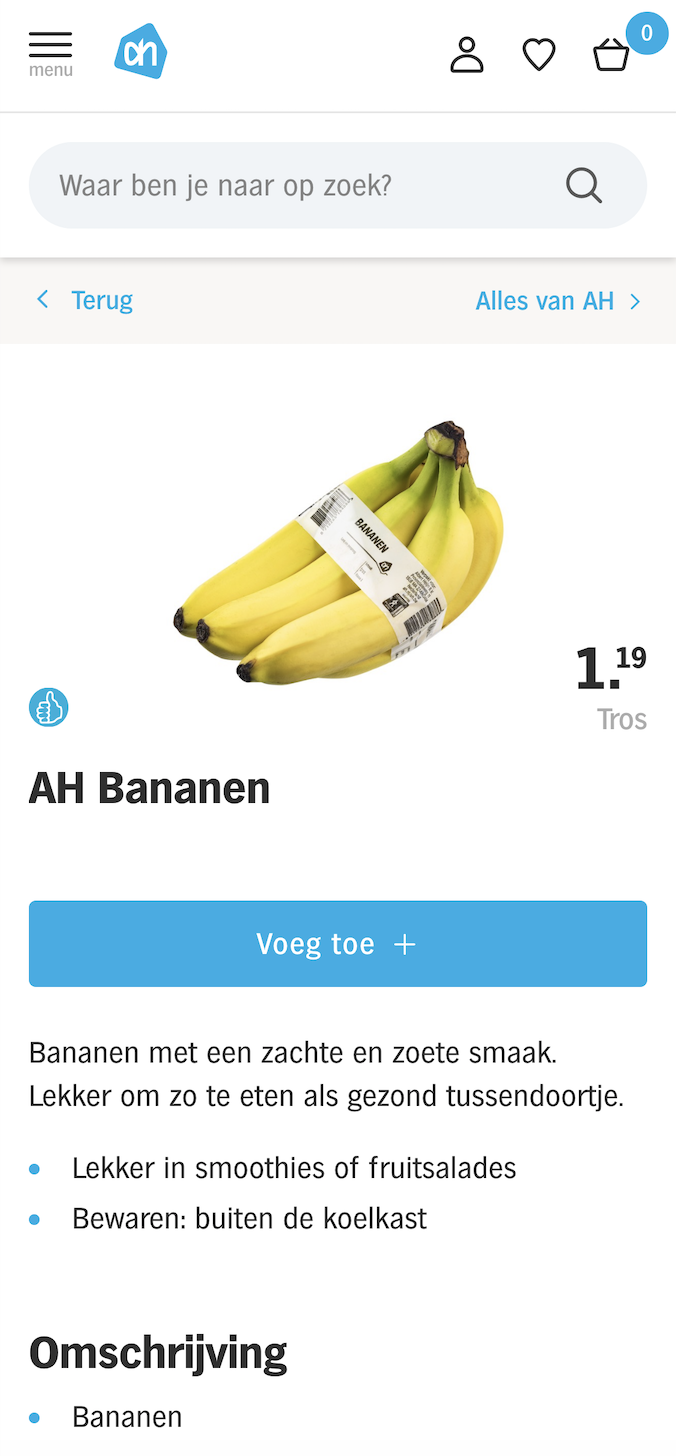 menu
ah
0
Waar ben je naar op zoek?
Terug
Alles van AH
BANANEN
1.19
Tros
AH Bananen
Voeg toe +
Bananen met een zachte en zoete smaak.
Lekker om zo te eten als gezond tussendoortje.
Lekker in smoothies of fruitsalades
Bewaren: buiten de koelkast
Omschrijving
Bananen